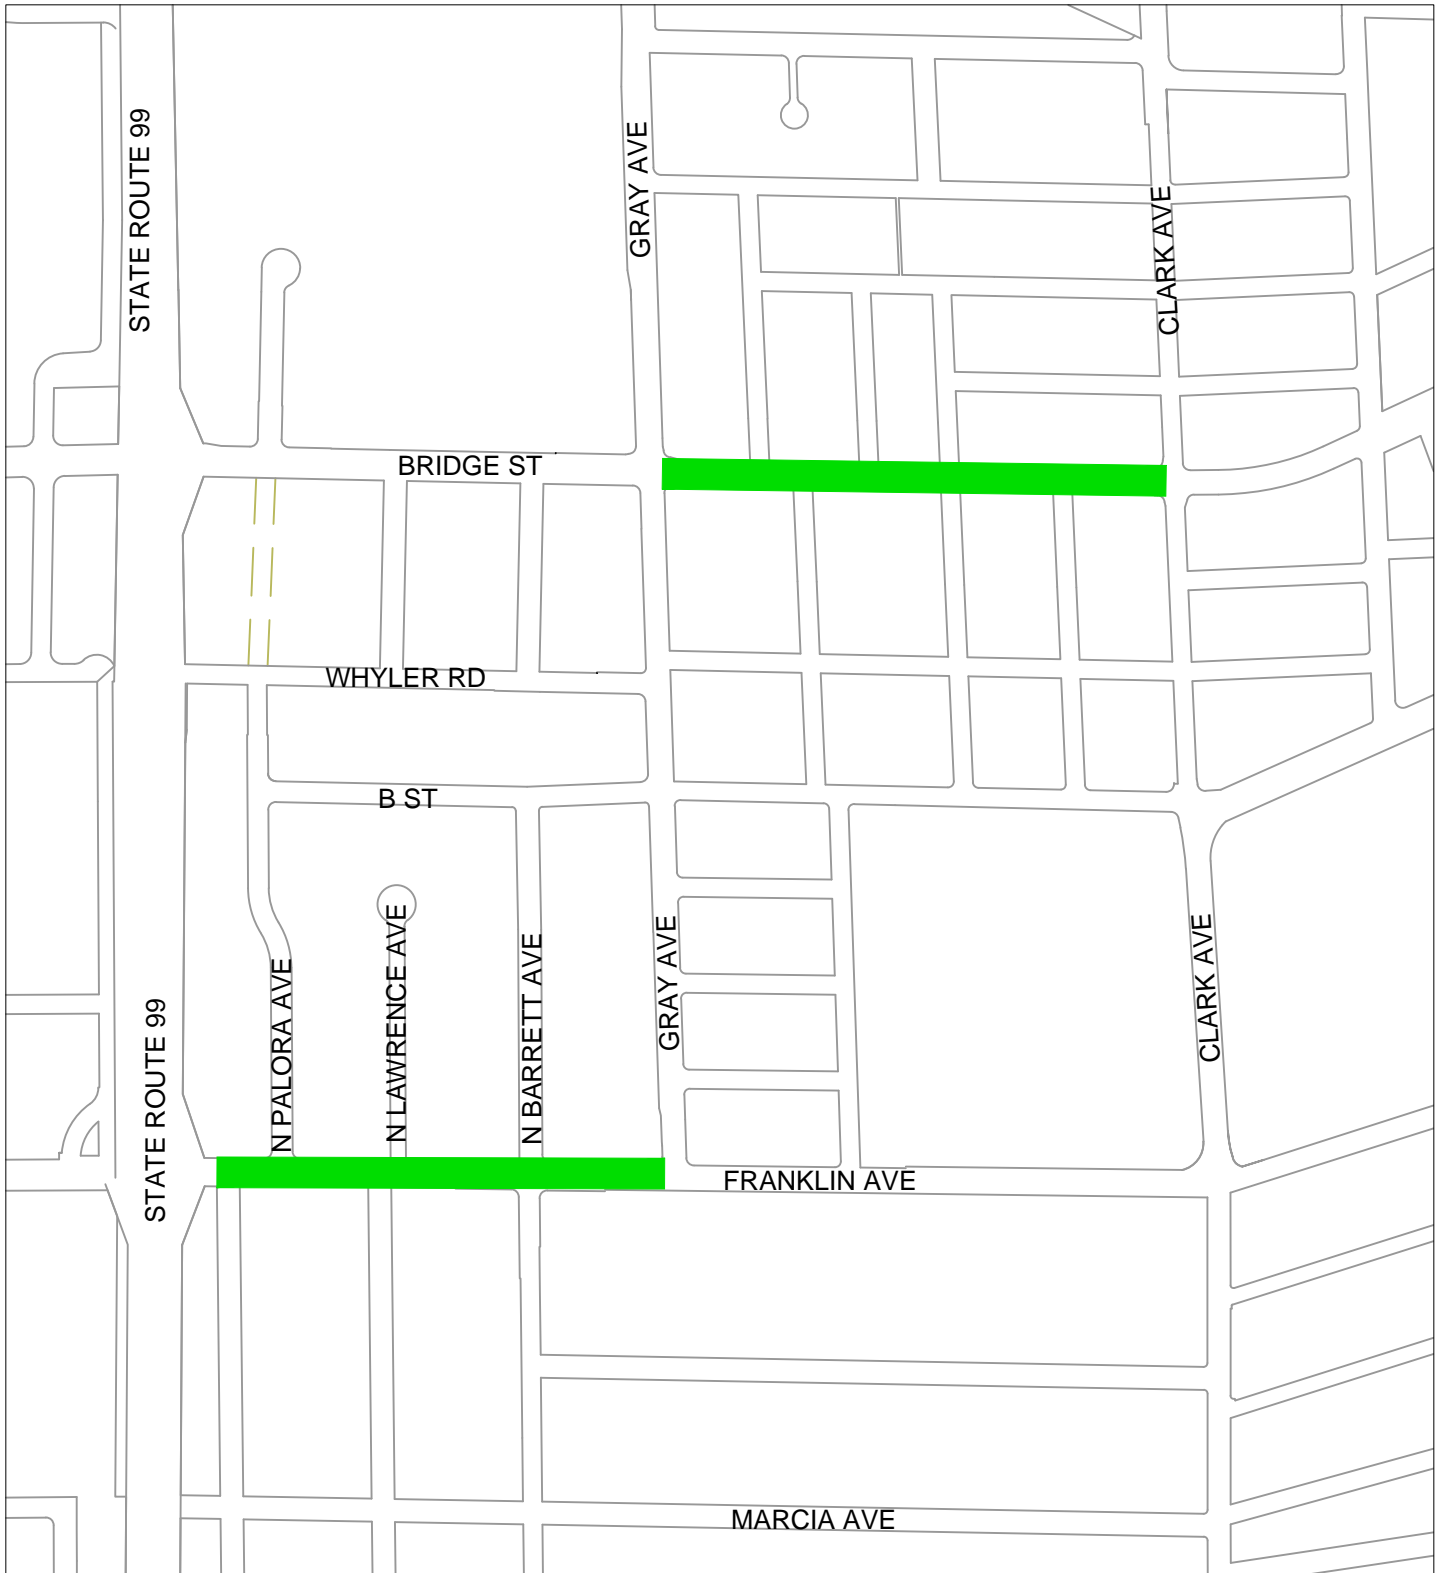 STATE ROUTE 99
GRAY AVE
CLARK AVE
BRIDGE ST
WHYLER RD
B ST
N PALORA AVE
N LAWRENCE AVE
N BARRETT AVE
GRAY AVE
CLARK AVE
STATE ROUTE 99
FRANKLIN AVE
MARCIA AVE